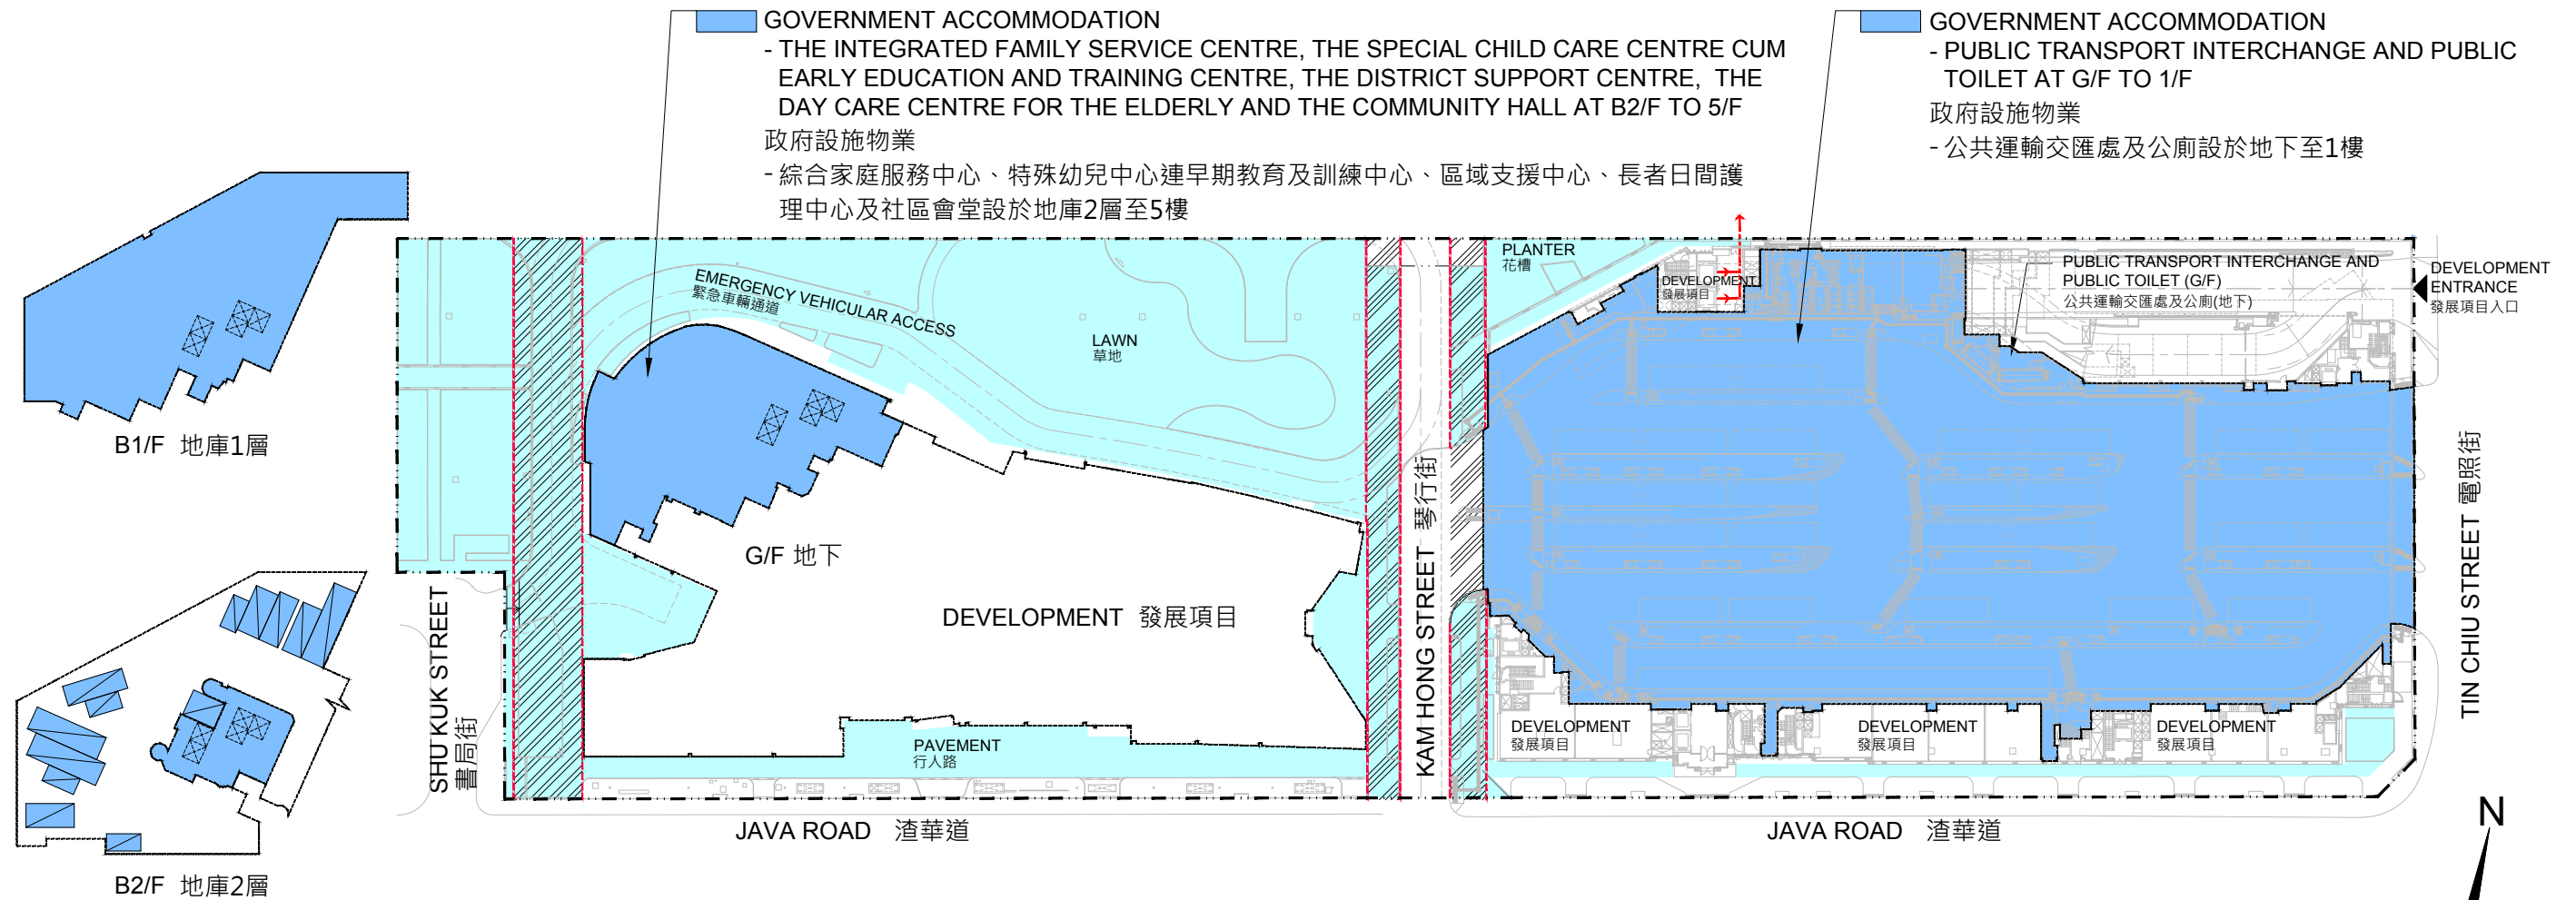 GOVERNMENT ACCOMMODATION
- THE INTEGRATED FAMILY SERVICE CENTRE, THE SPECIAL CHILD CARE CENTRE CUM
EARLY EDUCATION AND TRAINING CENTRE, THE DISTRICT SUPPORT CENTRE, THE
DAY CARE CENTRE FOR THE ELDERLY AND THE COMMUNITY HALL AT B2/F TO 5/F
政府設施物業
- 綜合家庭服務中心、特殊幼兒中心連早期教育及訓練中心、區域支援中心、長者日間護
理中心及社區會堂設於地庫2層至5樓
GOVERNMENT ACCOMMODATION
- PUBLIC TRANSPORT INTERCHANGE AND PUBLIC
TOILET AT G/F TO 1/F
政府設施物業
- 公共運輸交匯處及公廁設於地下至1樓
B1/F 地庫1層
B2/F 地庫2層
EMERGENCY VEHICULAR ACCESS
緊急車輛通道
LAWN
草地
PLANTER
花槽
DEVELOPMENT
發展項目
PUBLIC TRANSPORT INTERCHANGE AND
PUBLIC TOILET (G/F)
公共運輸交匯處及公廁(地下)
DEVELOPMENT
ENTRANCE
發展項目入口
G/F 地下
DEVELOPMENT 發展項目
PAVEMENT
行人路
SHU KUK STREET
書局街
KAM HONG STREET 琴行街
TIN CHIU STREET 電照街
DEVELOPMENT
發展項目
DEVELOPMENT
發展項目
DEVELOPMENT
發展項目
JAVA ROAD 渣華道
JAVA ROAD 渣華道
N